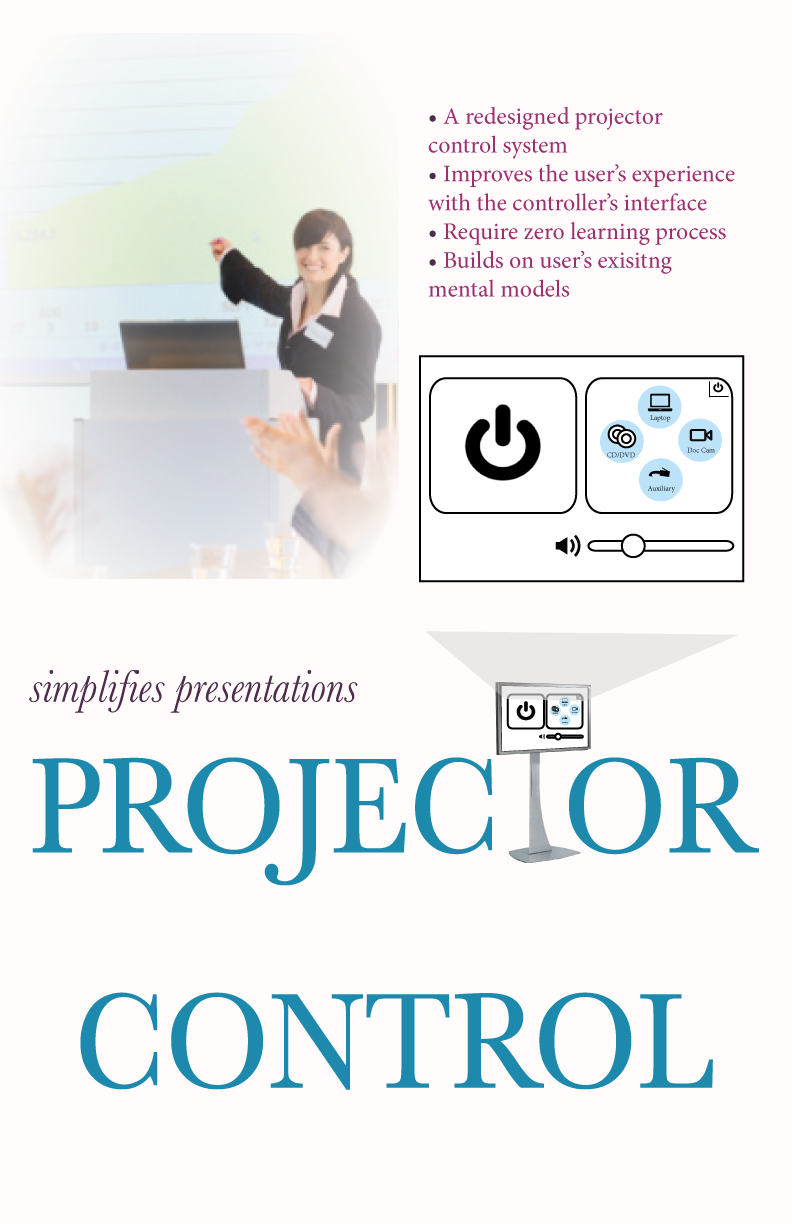 • A redesigned projector
control system
• Improves the user’s experience
with the controller’s interface
• Require zero learning process
• Builds on user’s exisitng
mental models
Laptop
CD/DVD
Doc Cam
Auxiliary
simplifies presentations
PROJEC OR
CONTROL